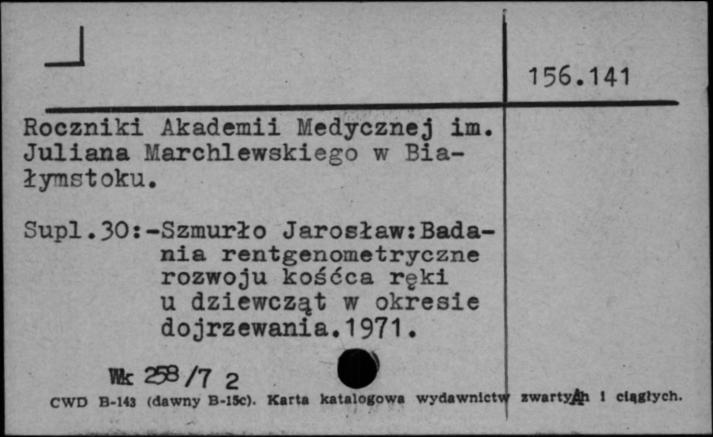 156.141
Roczniki Akademii Medycznej im.
Juliana Marchlewskiego w Bia-
łymstoku.
Supl.30:-Szmurło Jarosław:Bada-
nia rentgenometryczne
rozwoju kośćca ręki
u dziewcząt w okresie
dojrzewania.1971.
Wk 258/7 2
CWD B-143 (dawny B-15c). Karta katalogowa wydawnictw zwartych i ciągłych.